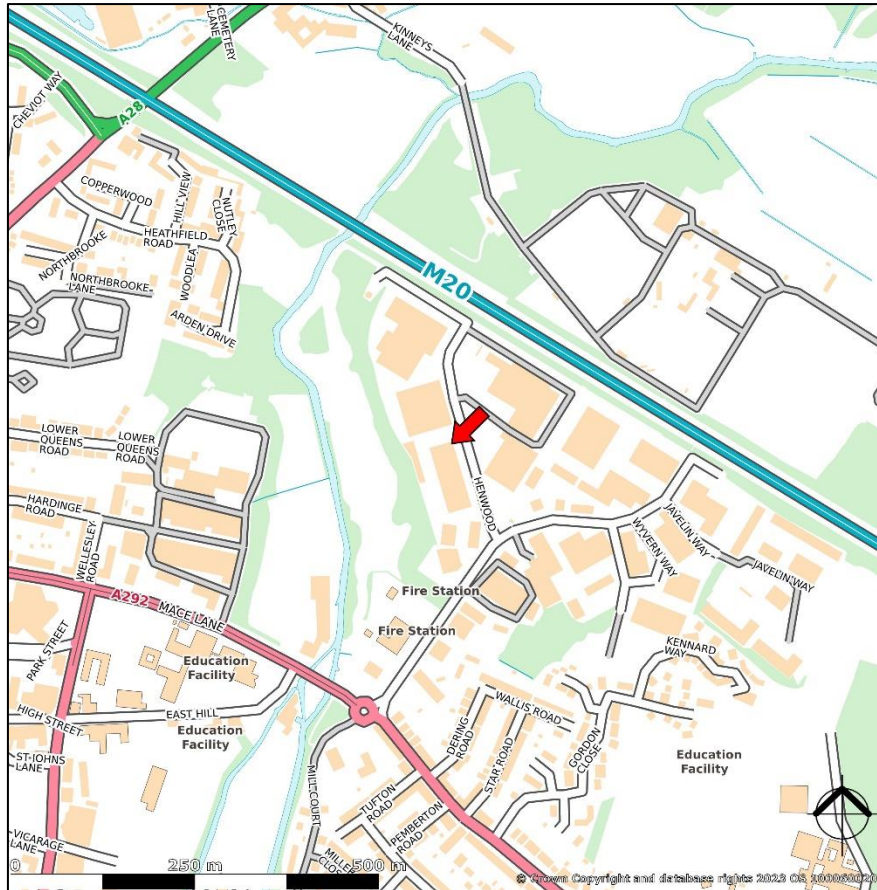 CEMETERY
LANE
KINNEYS
LANE
CHEVIOT WAY
A28
COPPERWOOD
HILL VIEW
NUTLEY
CLOSE
HEATHFIELD
ROAD
NORTHBROOKE
WOODLEA
NORTHBROOKE
LANE
ARDEN DRIVE
M20
LOWER
QUEENS
ROAD
LOWER
QUEENS
ROAD
HARDINGE
ROAD
WELLESLEY
ROAD
HENWOOD
JAVELIN WAY
WYVERN WAY
JAVELIN WAY
A292
MACE LANE
Fire Station
Fire Station
PARK STREET
Education
Facility
KENNARD
WAY
HIGH STREET
EAST HILL
Education
Facility
WALLIS ROAD
DERING
ROAD
STAR ROAD
GORDON
CLOSE
Education
Facility
ST JOHNS
LANE
MILL COURT
TUFTON
ROAD
PEMBERTON
ROAD
VICARAGE
LANE
MILL
CLOSE
0
250 m
500 m
© Crown Copyright and database rights 2023 OS 100060020